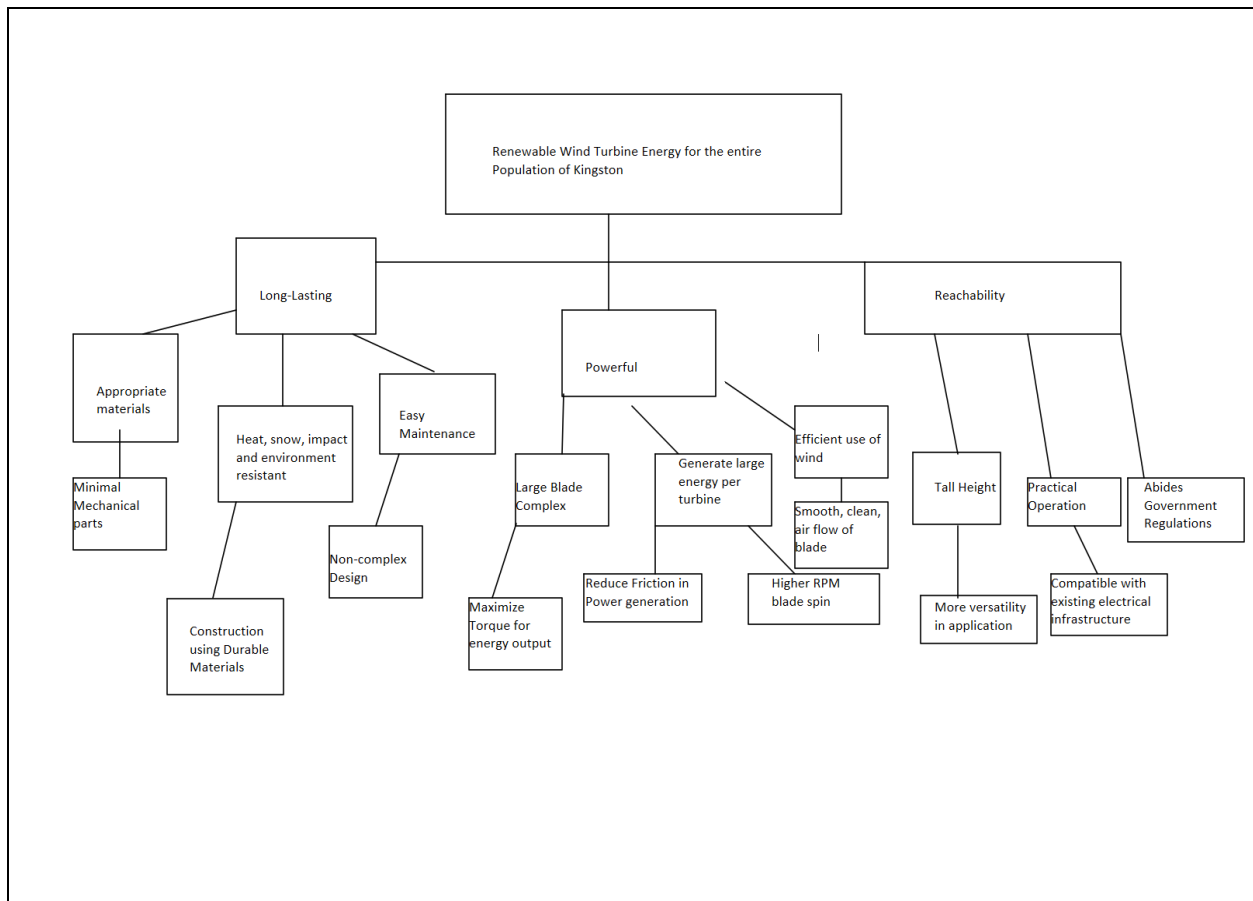 Renewable Wind Turbine Energy for the entire
Population of Kingston
Long-Lasting
Reachability
Powerful
Appropriate
materials
Heat, snow, impact
and environment
resistant
Easy
Maintenance
Efficient use of
wind
Large Blade
Complex
Generate large
energy per
turbine
Tall Height
Practical
Operation
Abides
Government
Regulations
Minimal
Mechanical
parts
Smooth, clean,
air flow of
blade
Non-complex
Design
Reduce Friction in
Power generation
Higher RPM
blade spin
Maximize
Torque for
energy output
More versatility
in application
Compatible with
existing electrical
infrastructure
Construction
using Durable
Materials